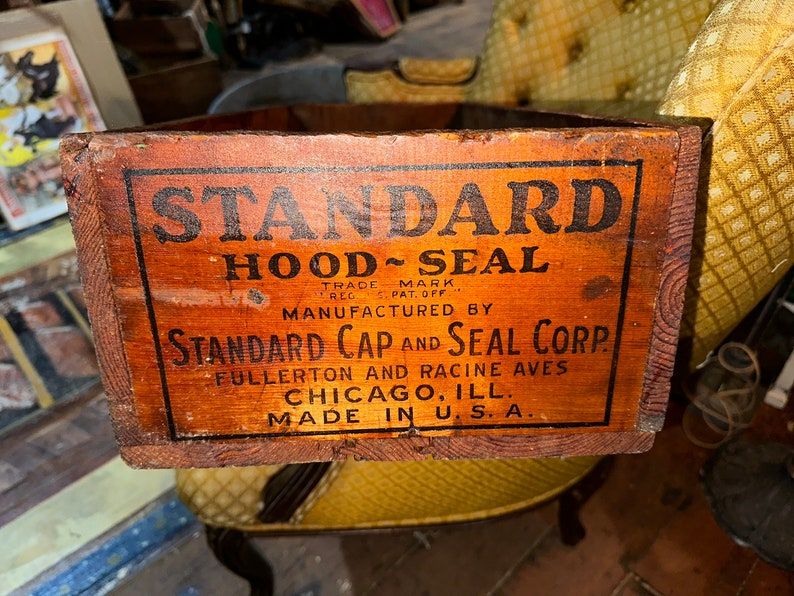 STANDARD
HOOD~SEAL
TRADE MARK
"REG. U.S. PAT. OFF."
MANUFACTURED BY
STANDARD CAP AND SEAL CORP.
FULLERTON AND RACINE AVES
CHICAGO, ILL.
MADE IN U.S.A.